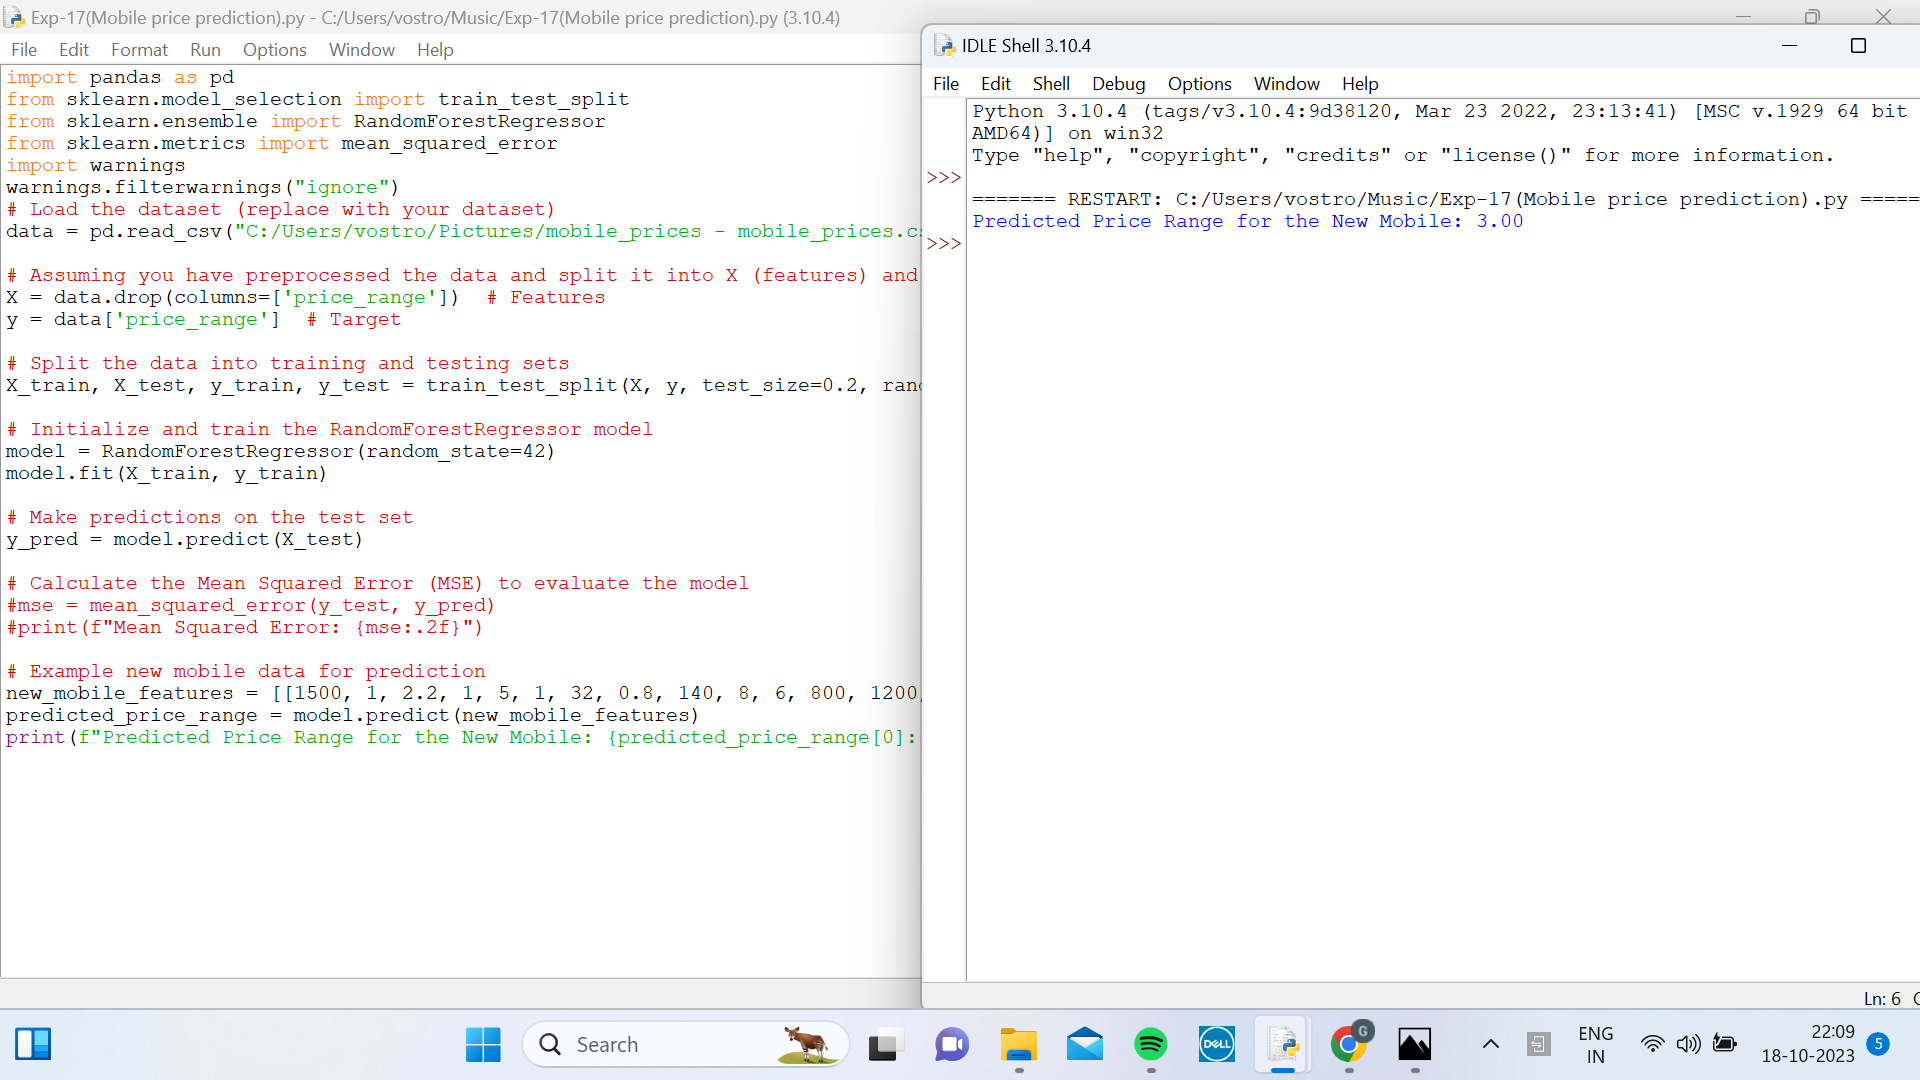 Exp-17(Mobile price prediction).py - C:/Users/vostro/Music/Exp-17(Mobile price prediction).py (3.10.4)
File Edit Format Run Options Window Help
import pandas as pd
from sklearn.model_selection import train_test_split
from sklearn.ensemble import RandomForestRegressor
from sklearn.metrics import mean_squared_error
import warnings
warnings.filterwarnings("ignore")
# Load the dataset (replace with your dataset)
data = pd.read_csv("C:/Users/vostro/Pictures/mobile_prices - mobile_prices.cs
# Assuming you have preprocessed the data and split it into X (features) and
X = data.drop(columns=['price_range']) # Features
y = data['price_range'] # Target
# Split the data into training and testing sets
X_train, X_test, y_train, y_test = train_test_split(X, y, test_size=0.2, ran
# Initialize and train the RandomForestRegressor model
model = RandomForestRegressor(random_state=42)
model.fit(X_train, y_train)
# Make predictions on the test set
y_pred = model.predict(X_test)
# Calculate the Mean Squared Error (MSE) to evaluate the model
#mse = mean_squared_error(y_test, y_pred)
#print(f"Mean Squared Error: {mse:.2f}")
# Example new mobile data for prediction
new_mobile_features = [[1500, 1, 2.2, 1, 5, 1, 32, 0.8, 140, 8, 6, 800, 1200,
predicted_price_range = model.predict(new_mobile_features)
print(f"Predicted Price Range for the New Mobile: {predicted_price_range[0]:
IDLE Shell 3.10.4
File Edit Shell Debug Options Window Help
Python 3.10.4 (tags/v3.10.4:9d38120, Mar 23 2022, 23:13:41) [MSC v.1929 64 bit
AMD64)] on win32
Type "help", "copyright", "credits" or "license()" for more information.
>>>
======= RESTART: C:/Users/vostro/Music/Exp-17(Mobile price prediction).py =====
Predicted Price Range for the New Mobile: 3.00
>>>
Ln: 6
Search
DELL
G
ENG
IN
22:09
18-10-2023
5